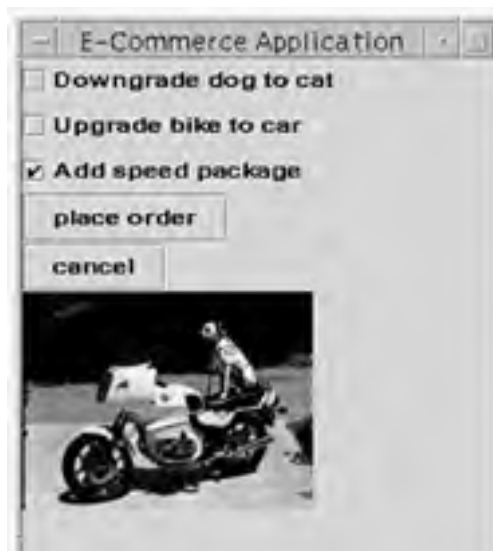 E-Commerce Application
Downgrade dog to cat
Upgrade bike to car
Add speed package
place order
cancel